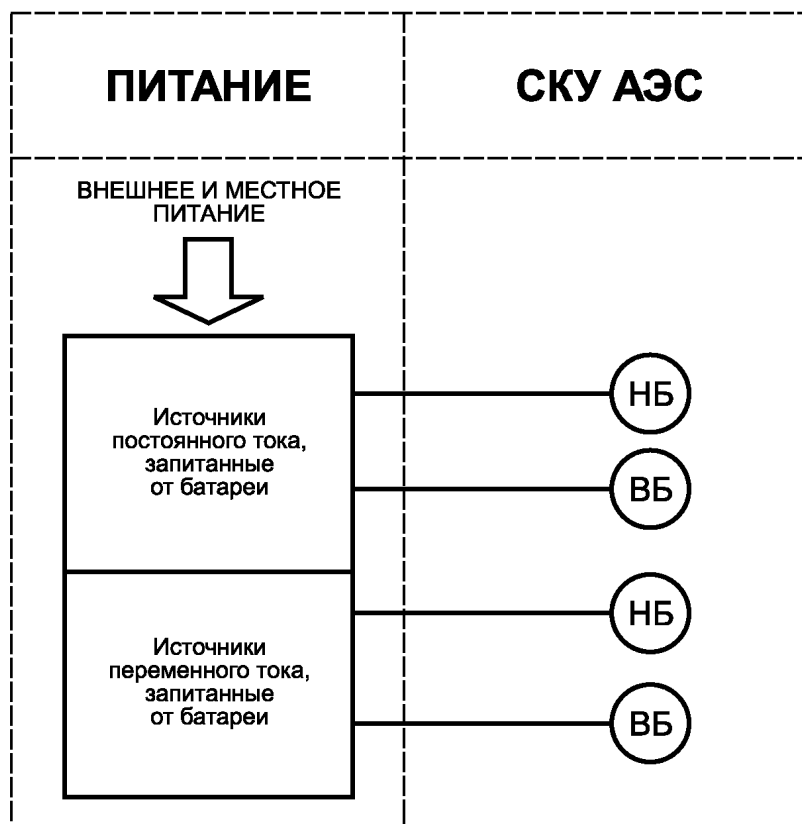 ПИТАНИЕ
СКУ АЭС
ВНЕШНЕЕ И МЕСТНОЕ
ПИТАНИЕ
Источники
постоянного тока,
запитанные
от батареи
НБ
ВБ
Источники
переменного тока,
запитанные
от батареи
НБ
ВБ